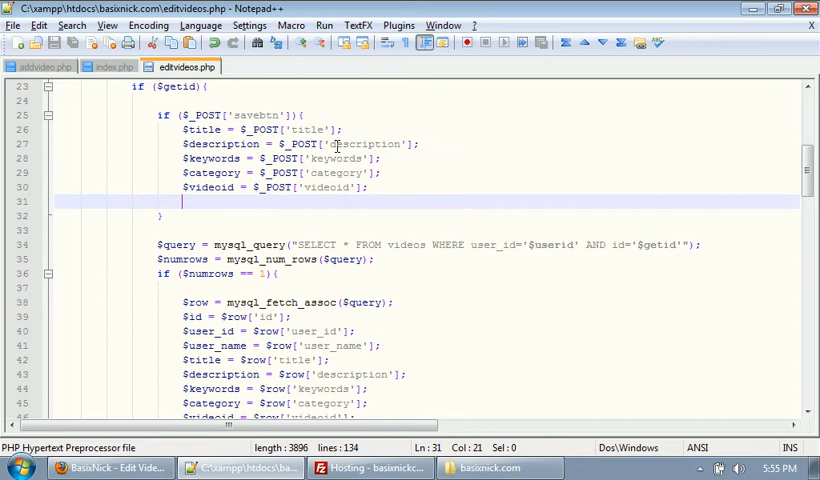 C:\xampp\htdocs\basixnick.com\editvideos.php - Notepad++
File Edit Search View Encoding Language Settings Macro Run TextFX Plugins Window X
addvideo.php index.php editvideos.php
23 if ($getid){
24
25 if ($_POST['savebtn']){
26 $title = $_POST['title'];
27 $description = $_POST['description'];
28 $keywords = $_POST['keywords'];
29 $category = $_POST['category'];
30 $videoid = $_POST['videoid'];
31
32 }
34 $query = mysql_query("SELECT * FROM videos WHERE user_id='$userid' AND id='$getid'");
35 $numrows = mysql_num_rows($query);
36 if ($numrows == 1){
37
38 $row = mysql_fetch_assoc($query);
39 $id = $row['id'];
40 $user_id = $row['user_id'];
41 $user_name = $row['user_name'];
42 $title = $row['title'];
43 $description = $row['description'];
44 $keywords = $row['keywords'];
45 $category = $row['category'];
46 $videoid = $row['videoid'];
PHP Hypertext Preprocessor file length : 3896 lines : 134 Ln : 31 Col : 21 Sel : 0 Dos\Windows ANSI INS
BasixNick - Edit Vide... C:\xampp\htdocs\ba... Hosting - basixnickc... basixnick.com 5:55 PM